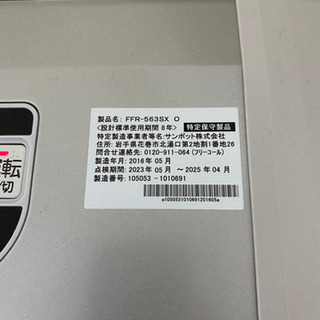 製品名: FFR-563SX O
<設計標準使用期間 8年> 特定保守製品
特定製造事業者等名:サンポット株式会社
住所: 岩手県花巻市北湯口第2地割1番地26
問合せ連絡先: 0120-911-064 (フリーコール)
製造年月: 2016年 05月
点検期間: 2023年 05月 ～ 2025年 04月
製造番号: 105053 -1010691
a1050531010691201605a
運転
切